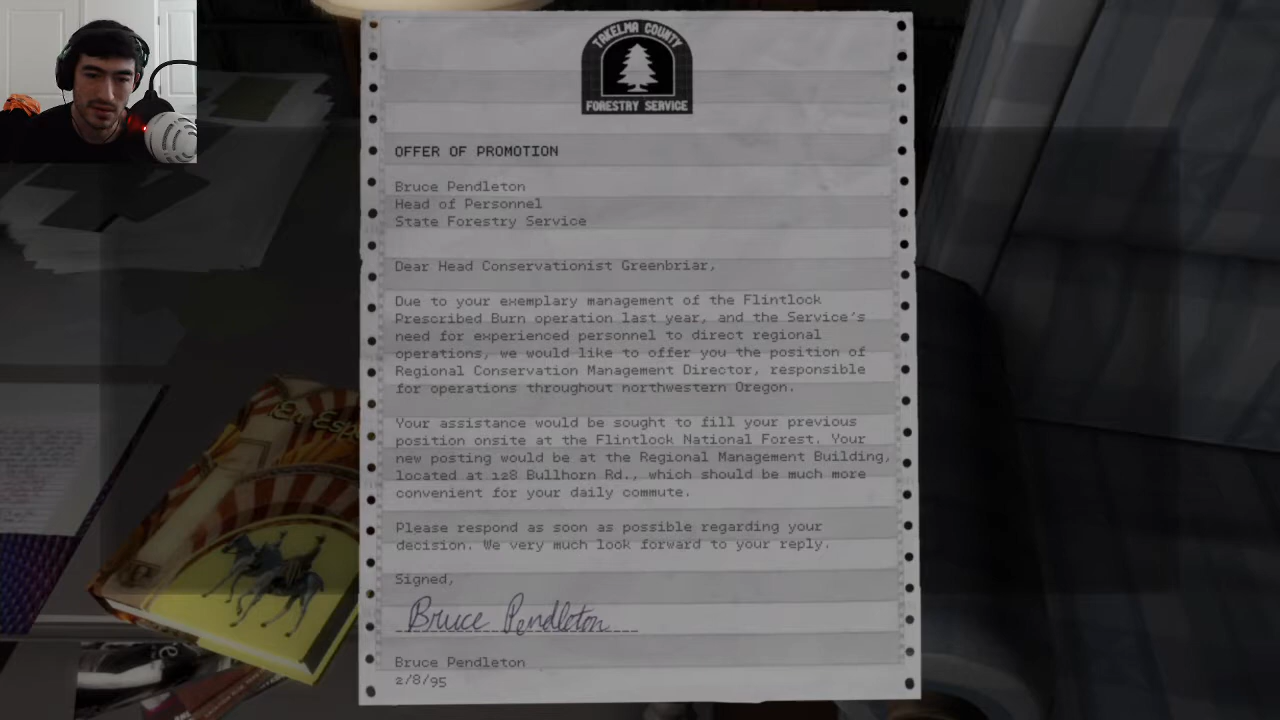 TAKELMA COUNTY
FORESTRY SERVICE
OFFER OF PROMOTION
Bruce Pendleton
Head of Personnel
State Forestry Service
Dear Head Conservationist Greenbriar,
Due to your exemplary management of the Flintlock
Prescribed Burn operation last year, and the Service's
need for experienced personnel to direct regional
operations, we would like to offer you the position of
Regional Conservation Management Director, responsible
for operations throughout northwestern Oregon.
Your assistance would be sought to fill your previous
position onsite at the Flintlock National Forest. Your
new posting would be at the Regional Management Building,
located at 128 Bullhorn Rd., which should be much more
convenient for your daily commute.
Please respond as soon as possible regarding your
decision. We very much look forward to your reply.
Signed,
Bruce Pendleton
Bruce Pendleton
2/8/95
En